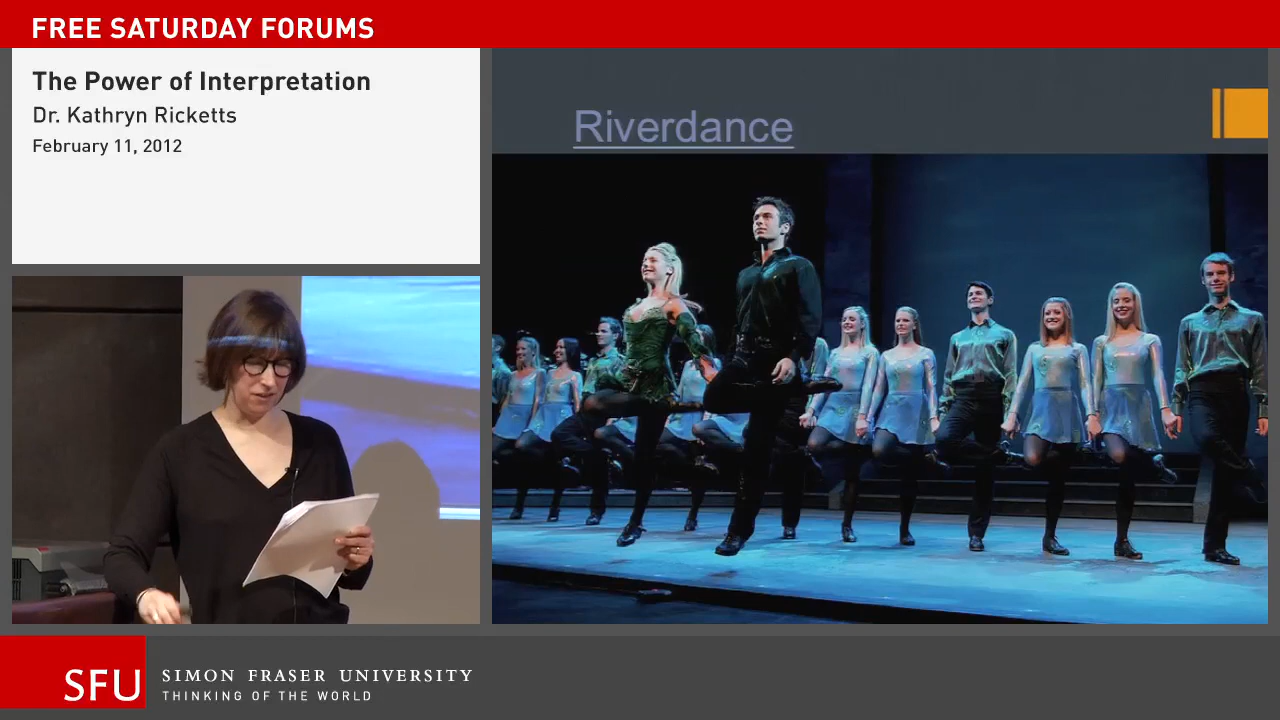 FREE SATURDAY FORUMS
The Power of Interpretation
Dr. Kathryn Ricketts
February 11, 2012
Riverdance
SFU
SIMON FRASER UNIVERSITY
THINKING OF THE WORLD